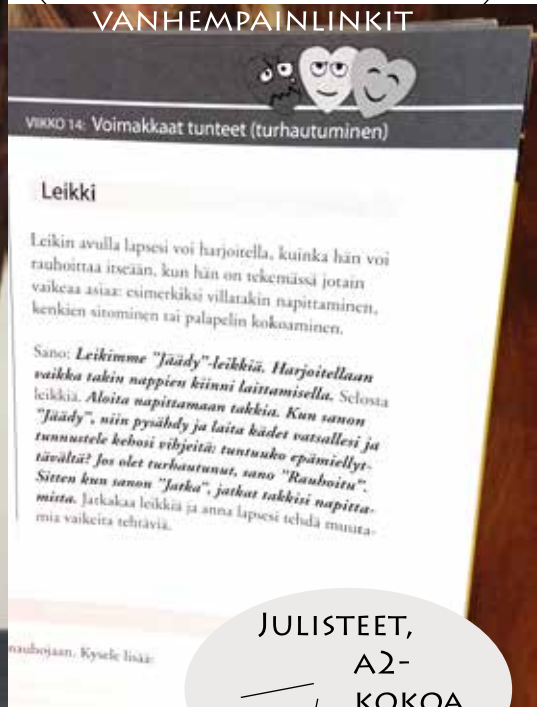 VANHEMPAINLINKIT
VIIKKO 14: Voimakkaat tunteet (turhautuminen)
Leikki
Leikin avulla lapsesi voi harjoitella, kuinka hän voi
rauhoittaa itseään, kun hän on tekemässä jotain
vaikeaa asiaa: esimerkiksi villatakin napittaminen,
kenkien sitominen tai palapelin kokoaminen.
Sano: Leikimme "Jäädy"-leikkiä. Harjoitellaan
vaikka takin nappien kiinni laittamisella. Selosta
leikkiä. Aloita napittamaan takkia. Kun sanon
"Jäädy", niin pysähdy ja laita kädet vatsallesi ja
tunnustele kehosi vihjeitä: tuntuuko epämiellyt-
tävältä? Jos olet turhautunut, sano "Rauhoitu".
Sitten kun sanon "Jatka", jatkat takkisi napitta-
mista. Jatkakaa leikkiä ja anna lapsesi tehdä muuta-
mia vaikeita tehtäviä.
nauhojaan. Kysele lisää:
JULISTEET,
A2-
KOKOA